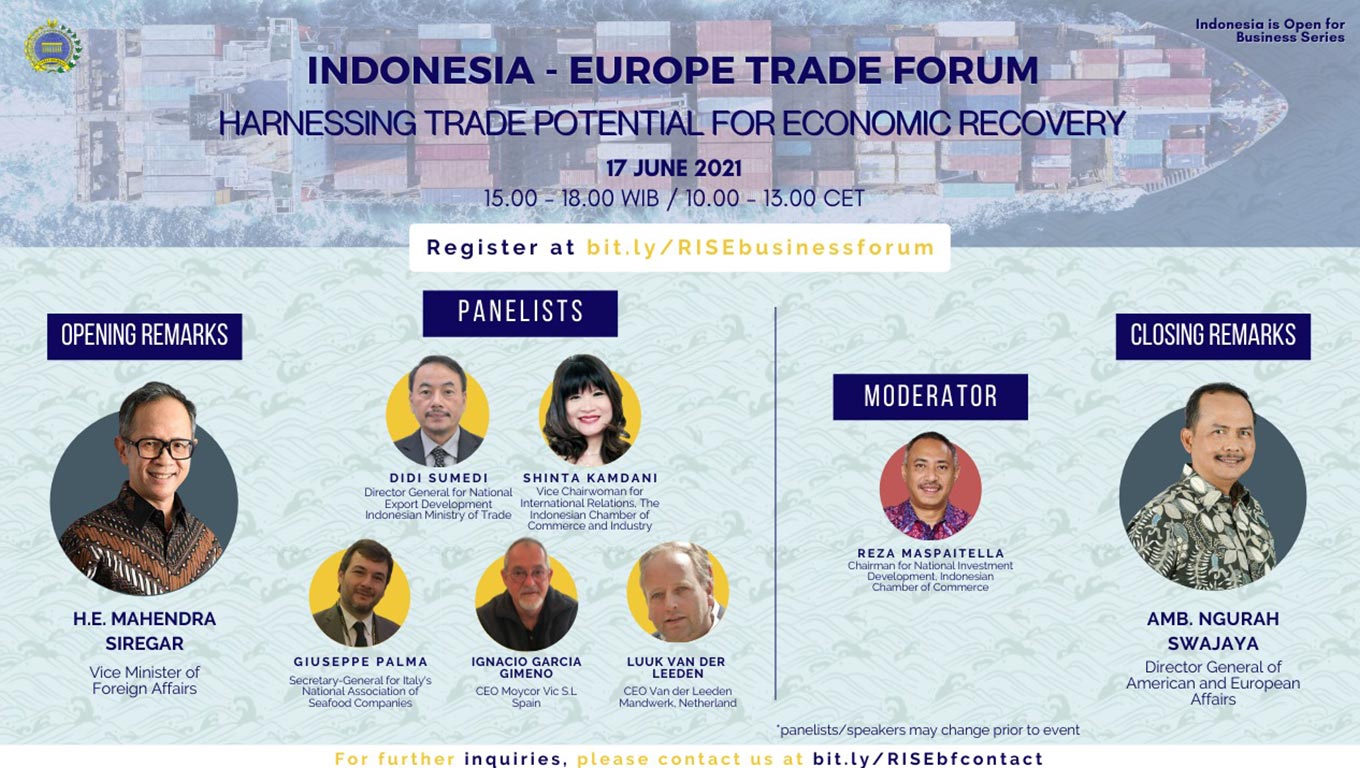 Indonesia is Open for
Business Series
INDONESIA - EUROPE TRADE FORUM
HARNESSING TRADE POTENTIAL FOR ECONOMIC RECOVERY
17 JUNE 2021
15.00 – 18.00 WIB / 10.00 – 13.00 CET
Register at bit.ly/RISEbusinessforum
OPENING REMARKS
H.E. MAHENDRA
SIREGAR
Vice Minister of
Foreign Affairs
PANELISTS
DIDI SUMEDI
Director General for National
Export Development
Indonesian Ministry of Trade
SHINTA KAMDANI
Vice Chairwoman for
International Relations, The
Indonesian Chamber of
Commerce and Industry
GIUSEPPE PALMA
Secretary-General for Italy's
National Association of
Seafood Companies
IGNACIO GARCIA
GIMENO
CEO Moycor Vic S.L
Spain
LUUK VAN DER
LEEDEN
CEO Van der Leeden
Mandwerk, Netherland
MODERATOR
REZA MASPAITELLA
Chairman for National Investment
Development, Indonesian
Chamber of Commerce
CLOSING REMARKS
AMB. NGURAH
SWAJAYA
Director General of
American and European
Affairs
*panelists/speakers may change prior to event
For further inquiries, please contact us at bit.ly/RISEbfcontact